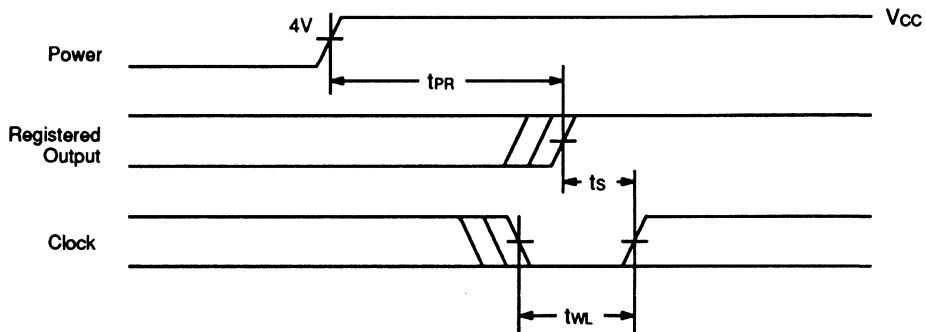 4V
VCC
Power
tPR
Registered
Output
tS
Clock
tWL